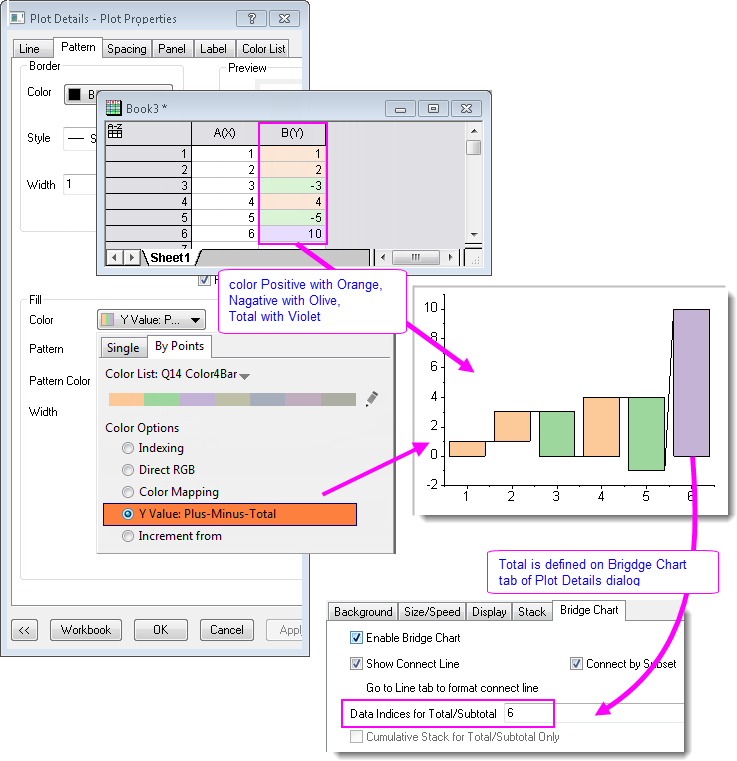 Plot Details - Plot Properties
Line Pattern Spacing Panel Label Color List
Border
Preview
Color
B
Style
S
Width 1
Book3 *
A(X) B(Y)
1 1 1
2 2 2
3 3 -3
4 4 4
5 5 -5
6 6 10
Sheet1
color Positive with Orange,
Nagative with Olive,
Total with Violet
Fill
Color Y Value: P...
Pattern
Pattern Color
Width
Single By Points
Color List: Q14 Color4Bar
Color Options
Indexing
Direct RGB
Color Mapping
Y Value: Plus-Minus-Total
Increment from
<< Workbook OK Cancel Apply
10
8
6
4
2
0
-2
1 2 3 4 5 6
Total is defined on Brigdge Chart
tab of Plot Details dialog
Background Size/Speed Display Stack Bridge Chart
Enable Bridge Chart
Show Connect Line Connect by Subset
Go to Line tab to format connect line
Data Indices for Total/Subtotal 6
Cumulative Stack for Total/Subtotal Only